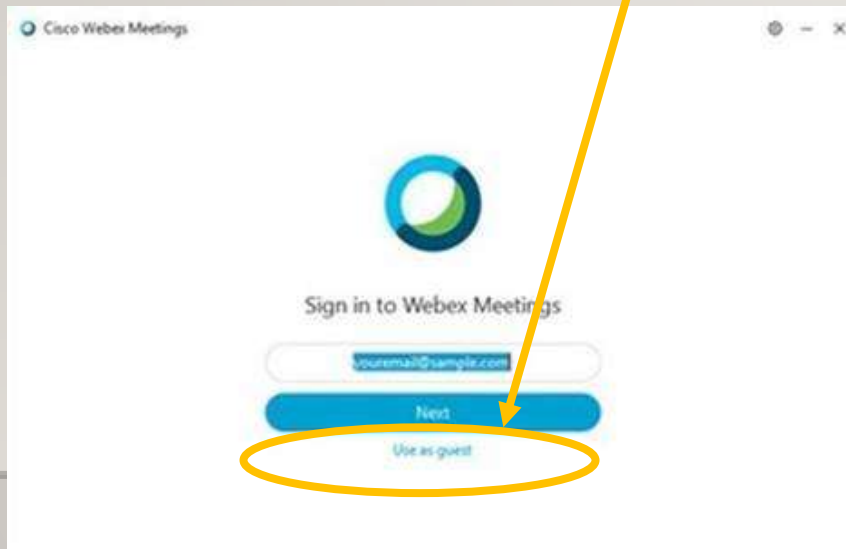 Cisco Webex Meetings
Sign in to Webex Meetings
youremail@sample.com
Next
Use as guest